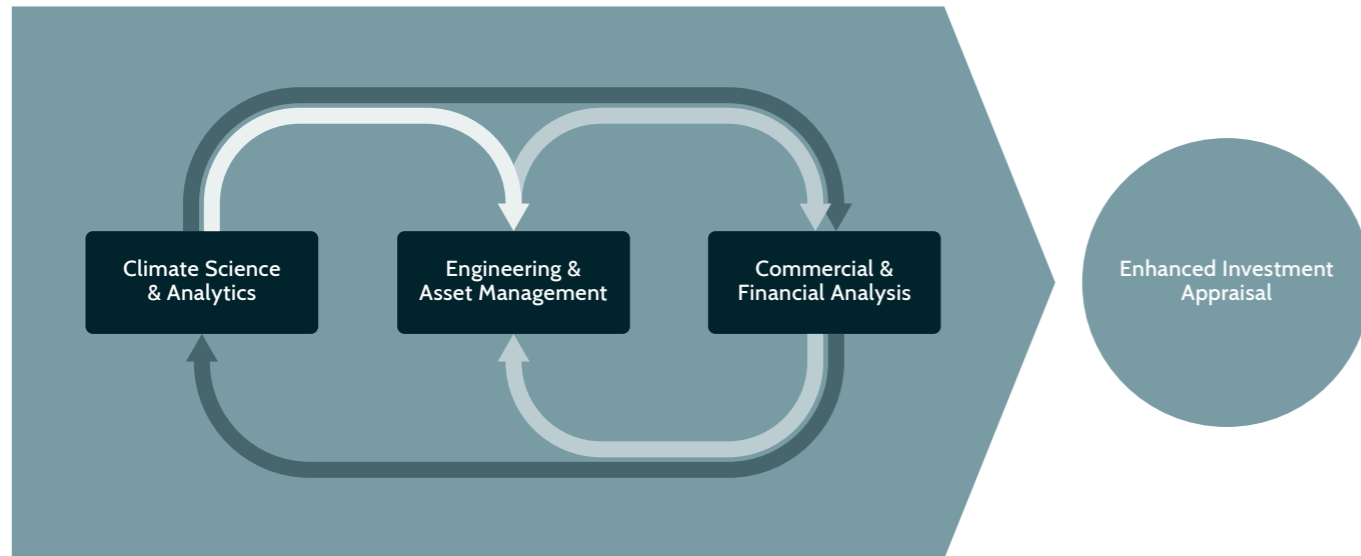 Climate Science
& Analytics
Engineering &
Asset Management
Commercial &
Financial Analysis
Enhanced Investment
Appraisal